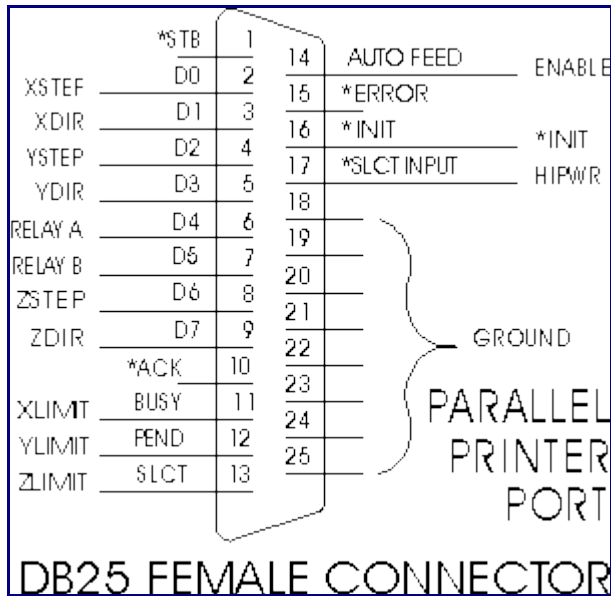 *STB 1
XSTEP D0 2
XDIR D1 3
YSTEP D2 4
YDIR D3 5
RELAY A D4 6
RELAY B D5 7
ZSTEP D6 8
ZDIR D7 9
*ACK 10
XLIMIT BUSY 11
YLIMIT PEND 12
ZLIMIT SLCT 13
14 AUTO FEED ENABLE
15 *ERROR
16 *INIT *INIT
17 *SLCT INPUT HIPWR
18
19
20
21
22
23
24
25
GROUND
PARALLEL
PRINTER
PORT
DB25 FEMALE CONNECTOR